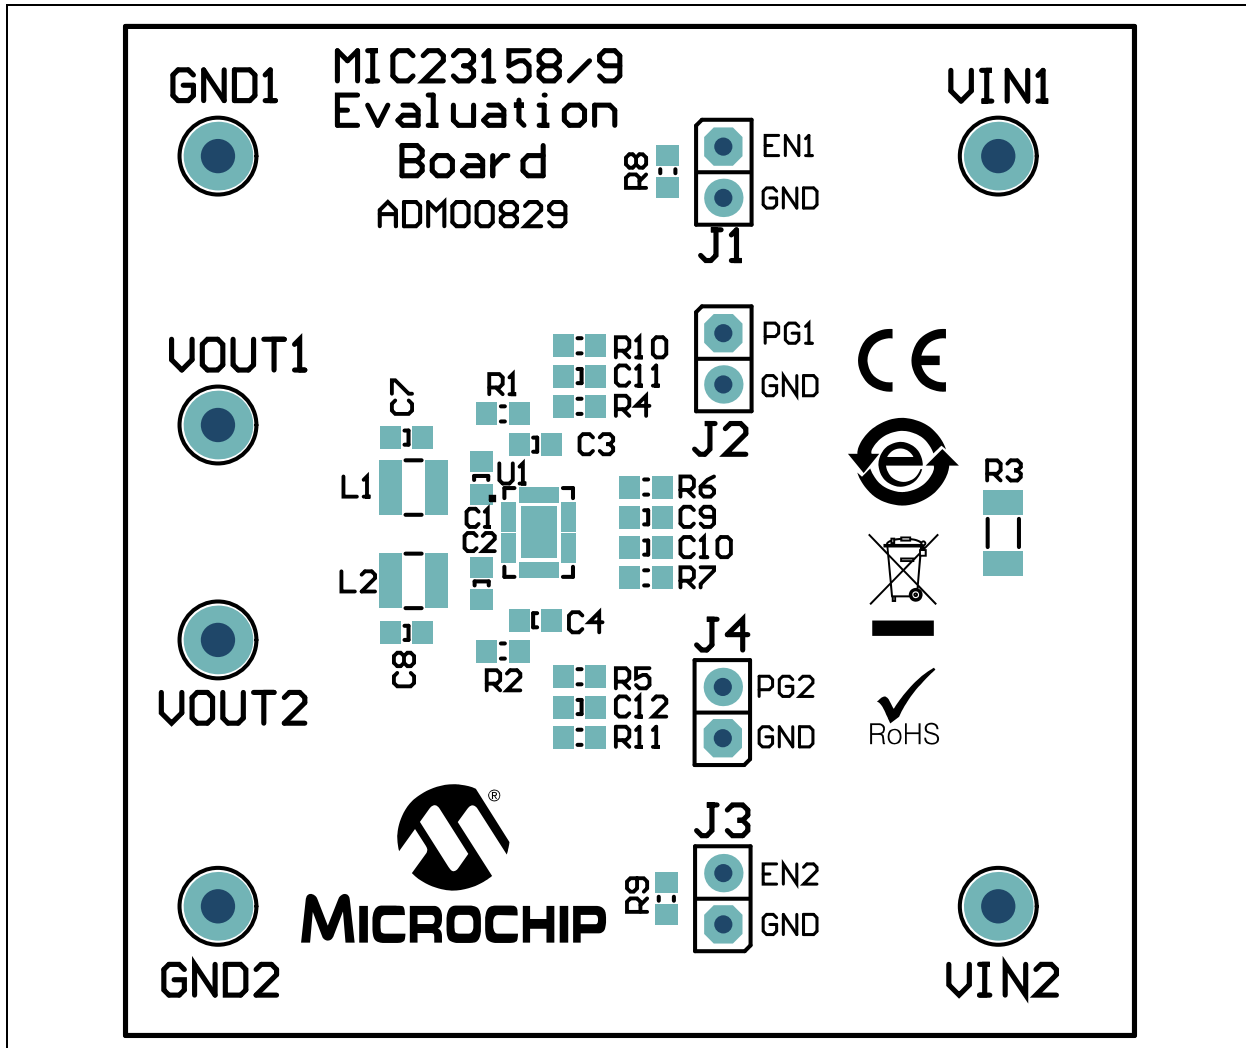 MIC23158/9
Evaluation
Board
ADM00829
GND1
VIN1
R8
EN1
GND
J1
VOUT1
PG1
GND
J2
R10
C11
R4
R1
C7
C3
U1
L1
C1
C2
R6
C9
C10
R7
R3
CE
e
L2
C4
C8
R2
R5
C12
R11
VOUT2
J4
PG2
GND
RoHS
J3
EN2
GND
R9
®
MICROCHIP
GND2
VIN2